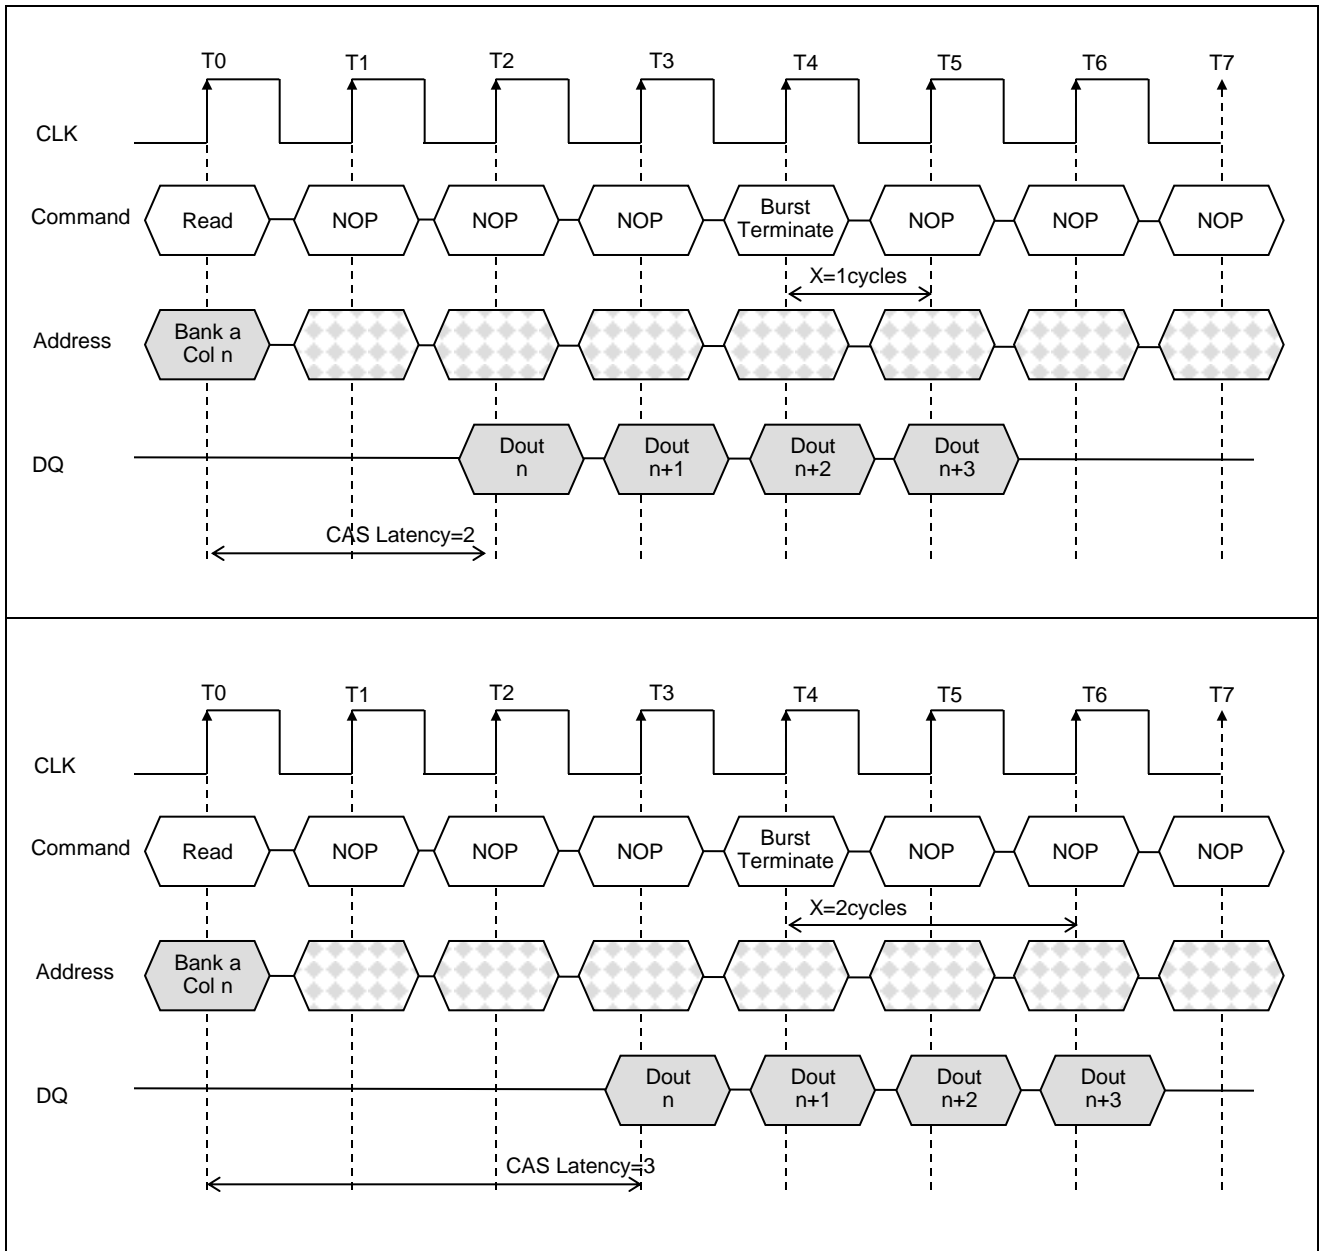 T0 T1 T2 T3 T4 T5 T6 T7
CLK
Command Read NOP NOP NOP Burst Terminate NOP NOP NOP
X=1cycles
Address Bank a Col n
DQ Dout n Dout n+1 Dout n+2 Dout n+3
CAS Latency=2
T0 T1 T2 T3 T4 T5 T6 T7
CLK
Command Read NOP NOP NOP Burst Terminate NOP NOP NOP
X=2cycles
Address Bank a Col n
DQ Dout n Dout n+1 Dout n+2 Dout n+3
CAS Latency=3